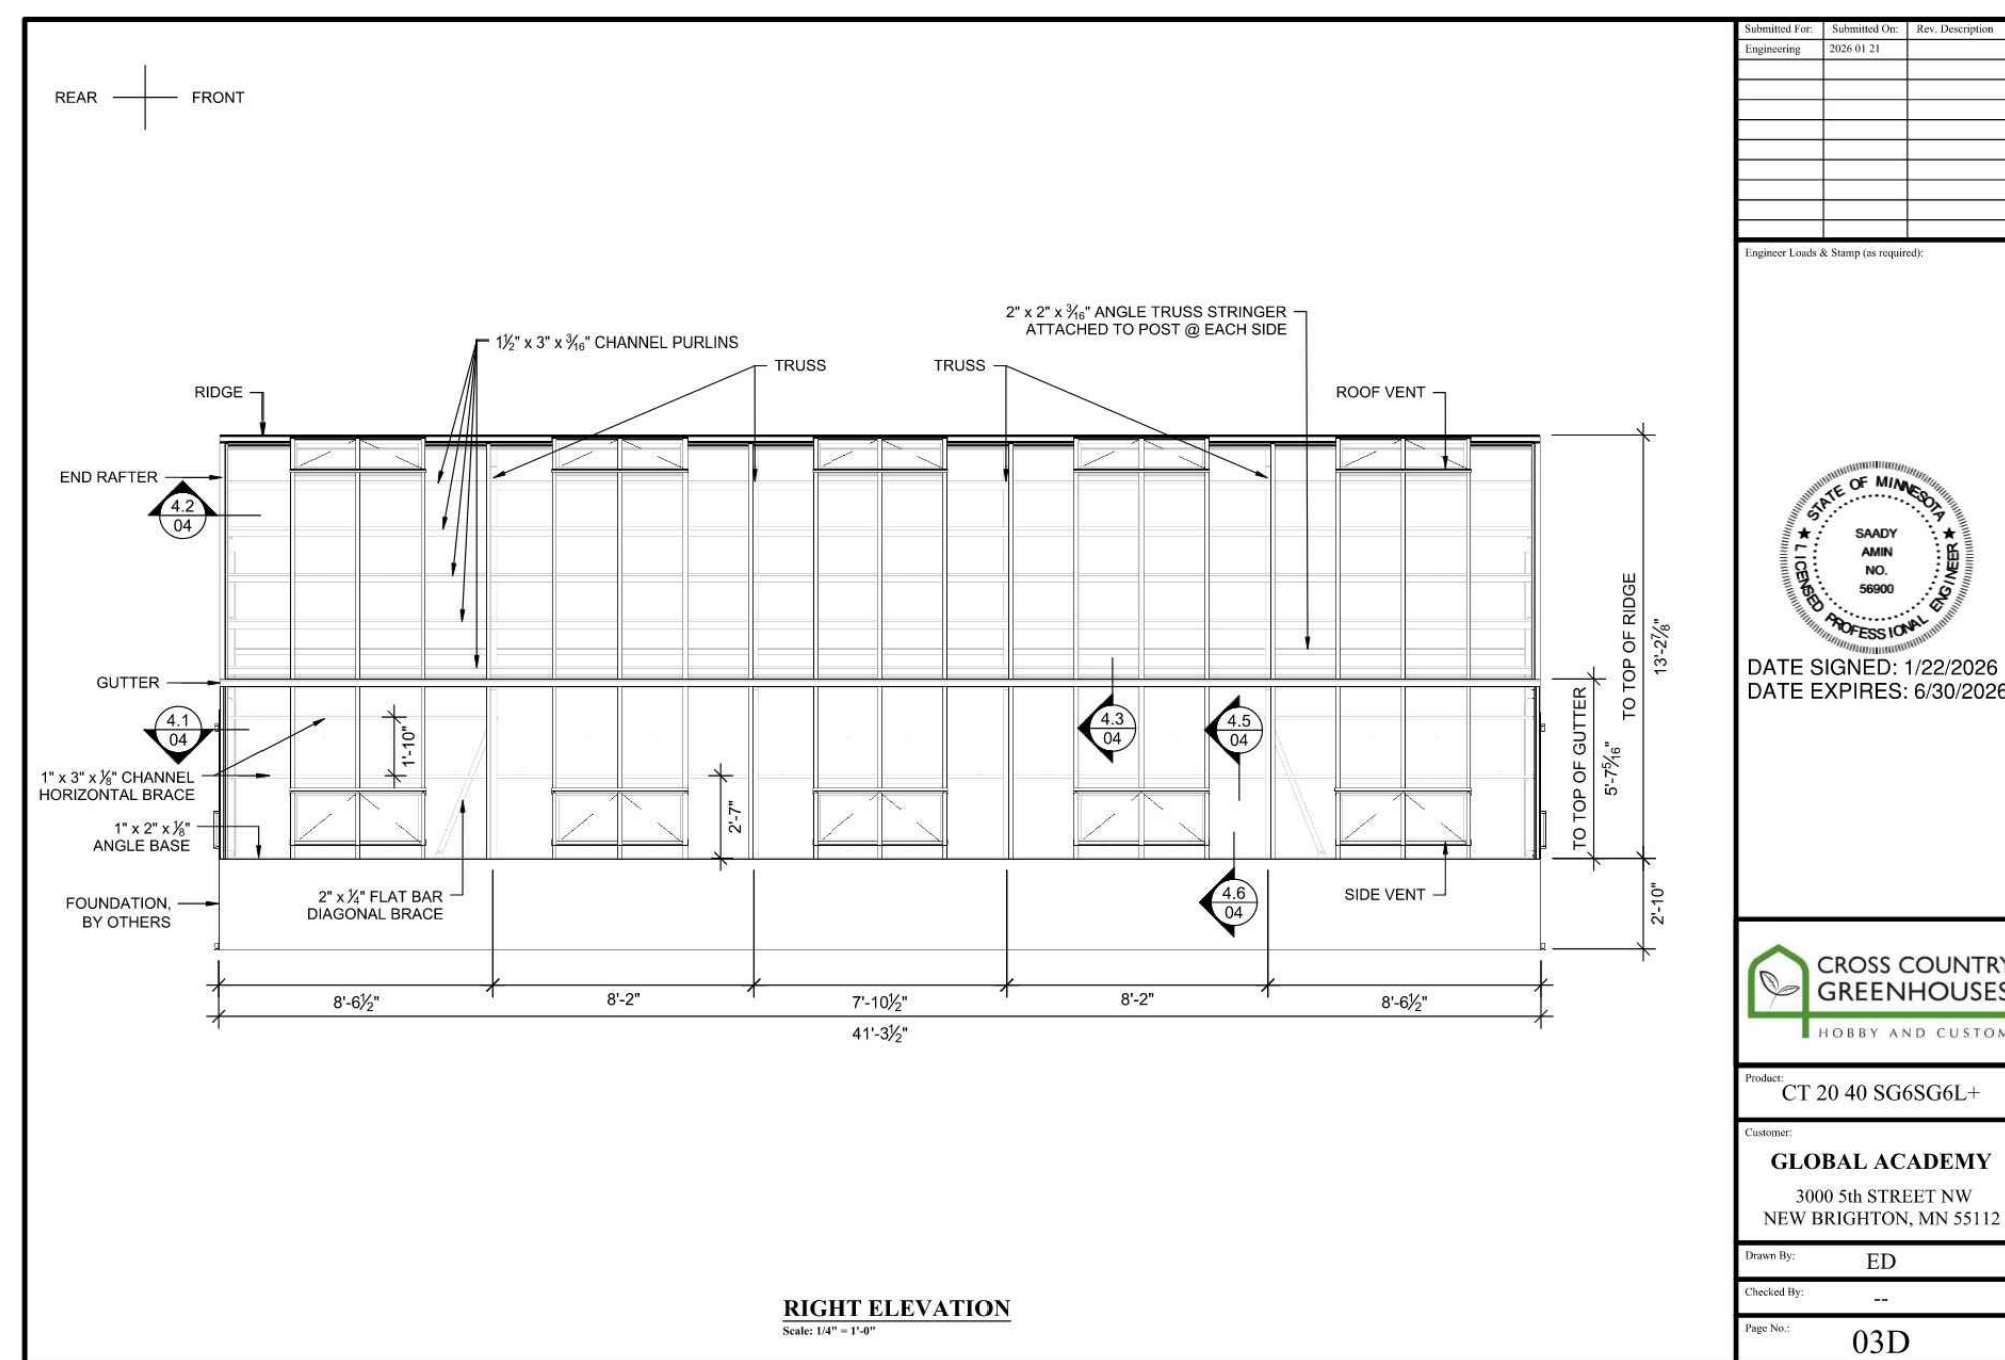 REAR FRONT
1½" x 3" x 3⁄16" CHANNEL PURLINS
TRUSS
TRUSS
2" x 2" x 3⁄16" ANGLE TRUSS STRINGER
ATTACHED TO POST @ EACH SIDE
RIDGE
ROOF VENT
END RAFTER
4.2
04
GUTTER
4.1
04
1'-10"
4.3
04
4.5
04
1" x 3" x ⅛" CHANNEL
HORIZONTAL BRACE
1" x 2" x ⅛"
ANGLE BASE
2'-7"
FOUNDATION,
BY OTHERS
2" x ¼" FLAT BAR
DIAGONAL BRACE
4.6
04
SIDE VENT
TO TOP OF GUTTER
5'-7 5⁄16"
TO TOP OF RIDGE
13'-2⅞"
2'-10"
8'-6½"
8'-2"
7'-10½"
8'-2"
8'-6½"
41'-3½"
RIGHT ELEVATION
Scale: 1/4" = 1'-0"
Submitted For: Submitted On: Rev. Description
Engineering 2026 01 21
Engineer Loads & Stamp (as required):
STATE OF MINNESOTA
SAADY
AMIN
NO.
56900
LICENSED PROFESSIONAL ENGINEER
DATE SIGNED: 1/22/2026
DATE EXPIRES: 6/30/2026
CROSS COUNTRY
GREENHOUSES
HOBBY AND CUSTOM
Product:
CT 20 40 SG6SG6L+
Customer:
GLOBAL ACADEMY
3000 5th STREET NW
NEW BRIGHTON, MN 55112
Drawn By: ED
Checked By: --
Page No.: 03D